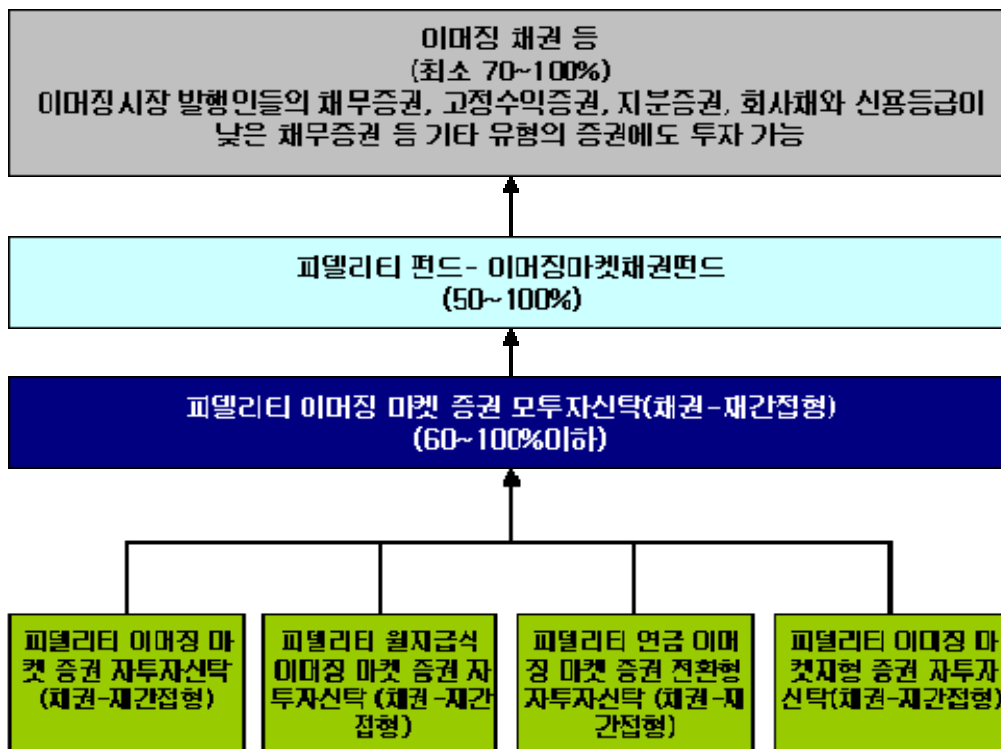 이머징 채권 등
(최소 70~100%)
이머징시장 발행인들의 채무증권, 고정수익증권, 지분증권, 회사채와 신용등급이
낮은 채무증권 등 기타 유형의 증권에도 투자 가능
피델리티 펀드- 이머징마켓채권펀드
(50~100%)
피델리티 이머징 마켓 증권 모투자신탁(채권-재간접형)
(60~100%이하)
피델리티 이머징 마
켓 증권 자투자신탁
(채권-재간접형)
피델리티 월지급식
이머징 마켓 증권 자
투자신탁 (채권-재간
접형)
피델리티 연금 이머
징 마켓 증권 전환형
자투자신탁 (채권-재
간접형)
피델리티 이머징 마
켓지형 증권 자투자
신탁(채권-재간접형)